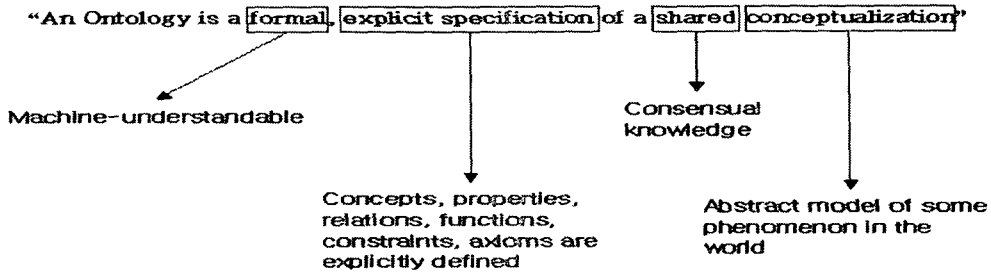 “An Ontology is a formal, explicit specification of a shared conceptualization”
Machine-understandable
Consensual
knowledge
Concepts, properties,
relations, functions,
constraints, axioms are
explicitly defined
Abstract model of some
phenomenon in the
world